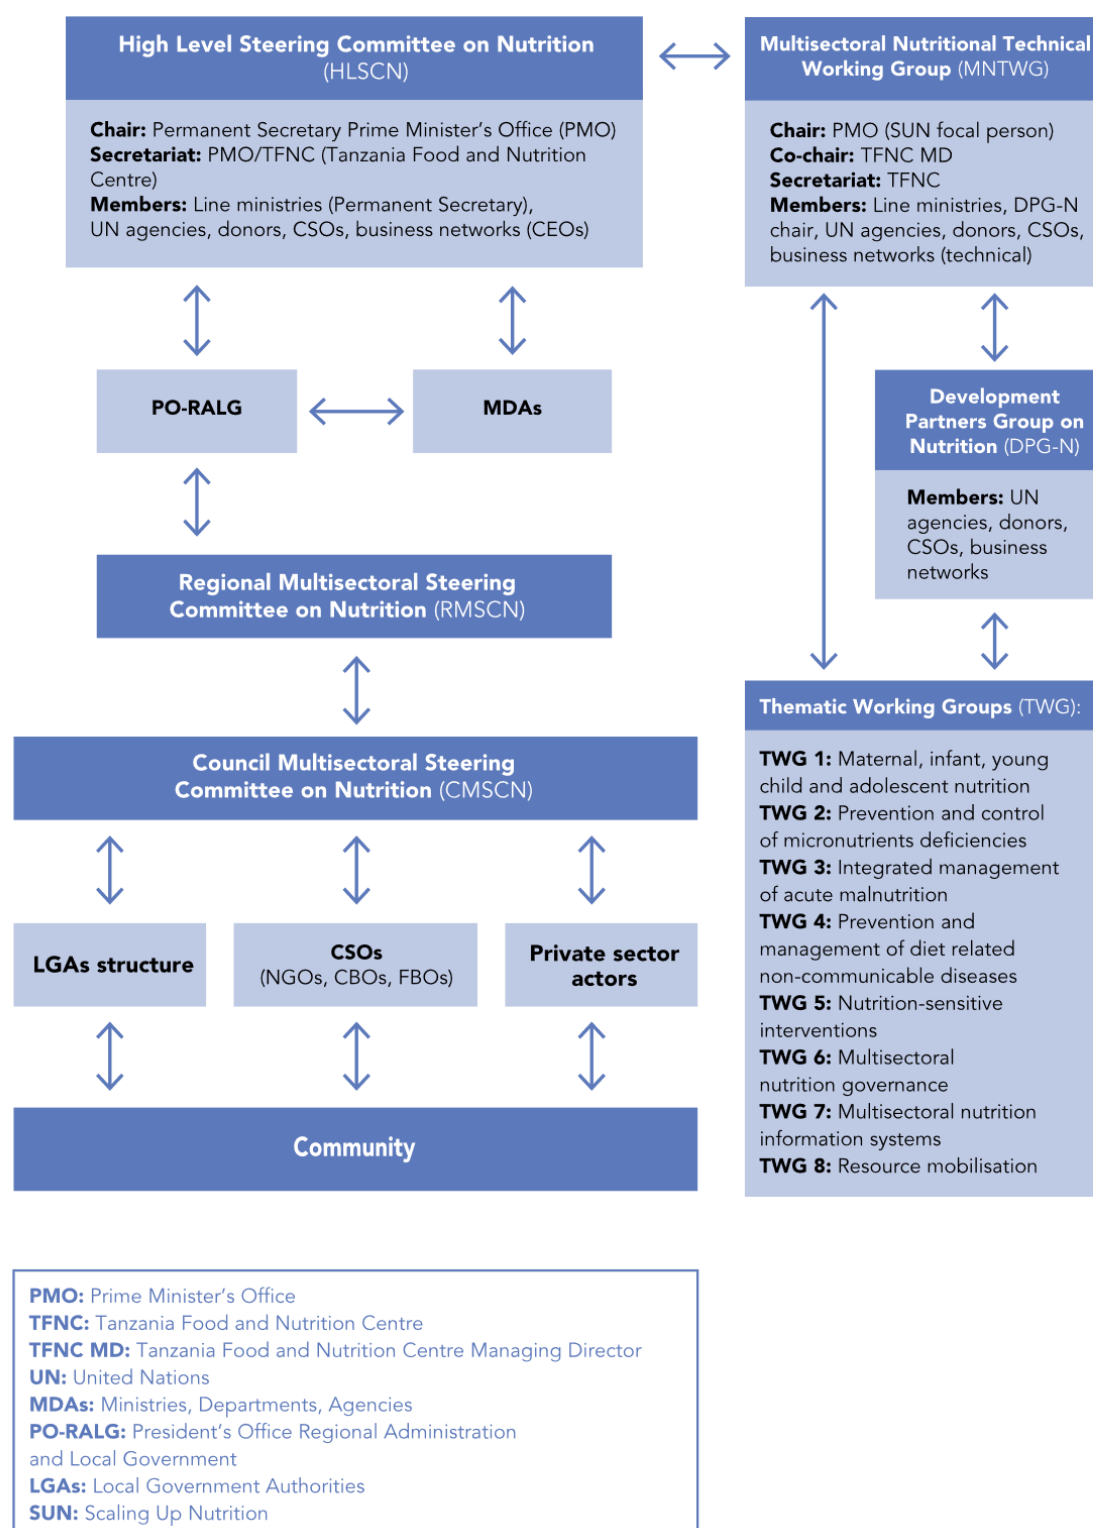 High Level Steering Committee on Nutrition
(HLSCN)
Chair: Permanent Secretary Prime Minister’s Office (PMO)
Secretariat: PMO/TFNC (Tanzania Food and Nutrition
Centre)
Members: Line ministries (Permanent Secretary),
UN agencies, donors, CSOs, business networks (CEOs)
Multisectoral Nutritional Technical
Working Group (MNTWG)
Chair: PMO (SUN focal person)
Co-chair: TFNC MD
Secretariat: TFNC
Members: Line ministries, DPG-N
chair, UN agencies, donors, CSOs,
business networks (technical)
PO-RALG
MDAs
Development
Partners Group on
Nutrition (DPG-N)
Members: UN
agencies, donors,
CSOs, business
networks
Regional Multisectoral Steering
Committee on Nutrition (RMSCN)
Council Multisectoral Steering
Committee on Nutrition (CMSCN)
LGAs structure
CSOs
(NGOs, CBOs, FBOs)
Private sector
actors
Community
Thematic Working Groups (TWG):
TWG 1: Maternal, infant, young
child and adolescent nutrition
TWG 2: Prevention and control
of micronutrients deficiencies
TWG 3: Integrated management
of acute malnutrition
TWG 4: Prevention and
management of diet related
non-communicable diseases
TWG 5: Nutrition-sensitive
interventions
TWG 6: Multisectoral
nutrition governance
TWG 7: Multisectoral nutrition
information systems
TWG 8: Resource mobilisation
PMO: Prime Minister’s Office
TFNC: Tanzania Food and Nutrition Centre
TFNC MD: Tanzania Food and Nutrition Centre Managing Director
UN: United Nations
MDAs: Ministries, Departments, Agencies
PO-RALG: President’s Office Regional Administration
and Local Government
LGAs: Local Government Authorities
SUN: Scaling Up Nutrition